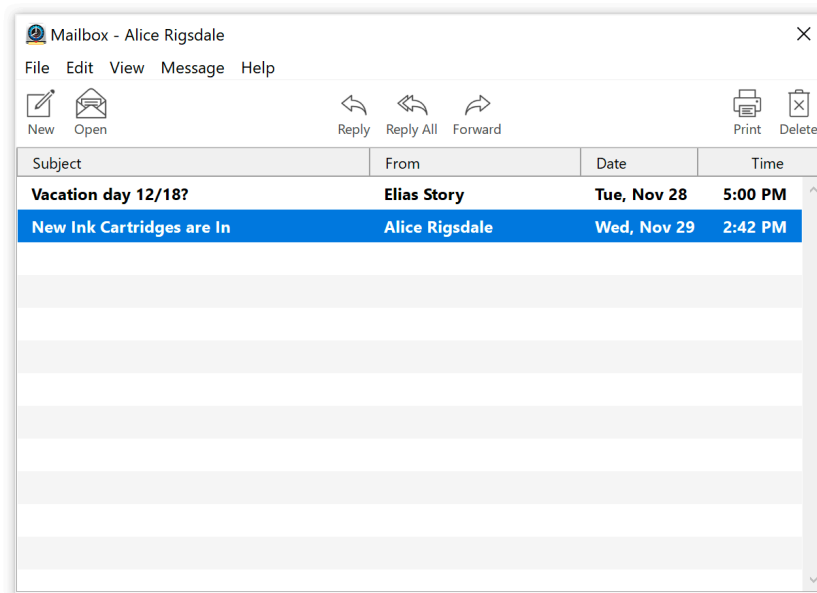 Mailbox - Alice Rigsdale
File Edit View Message Help
New Open Reply Reply All Forward Print Delete
Subject From Date Time
Vacation day 12/18? Elias Story Tue, Nov 28 5:00 PM
New Ink Cartridges are In Alice Rigsdale Wed, Nov 29 2:42 PM